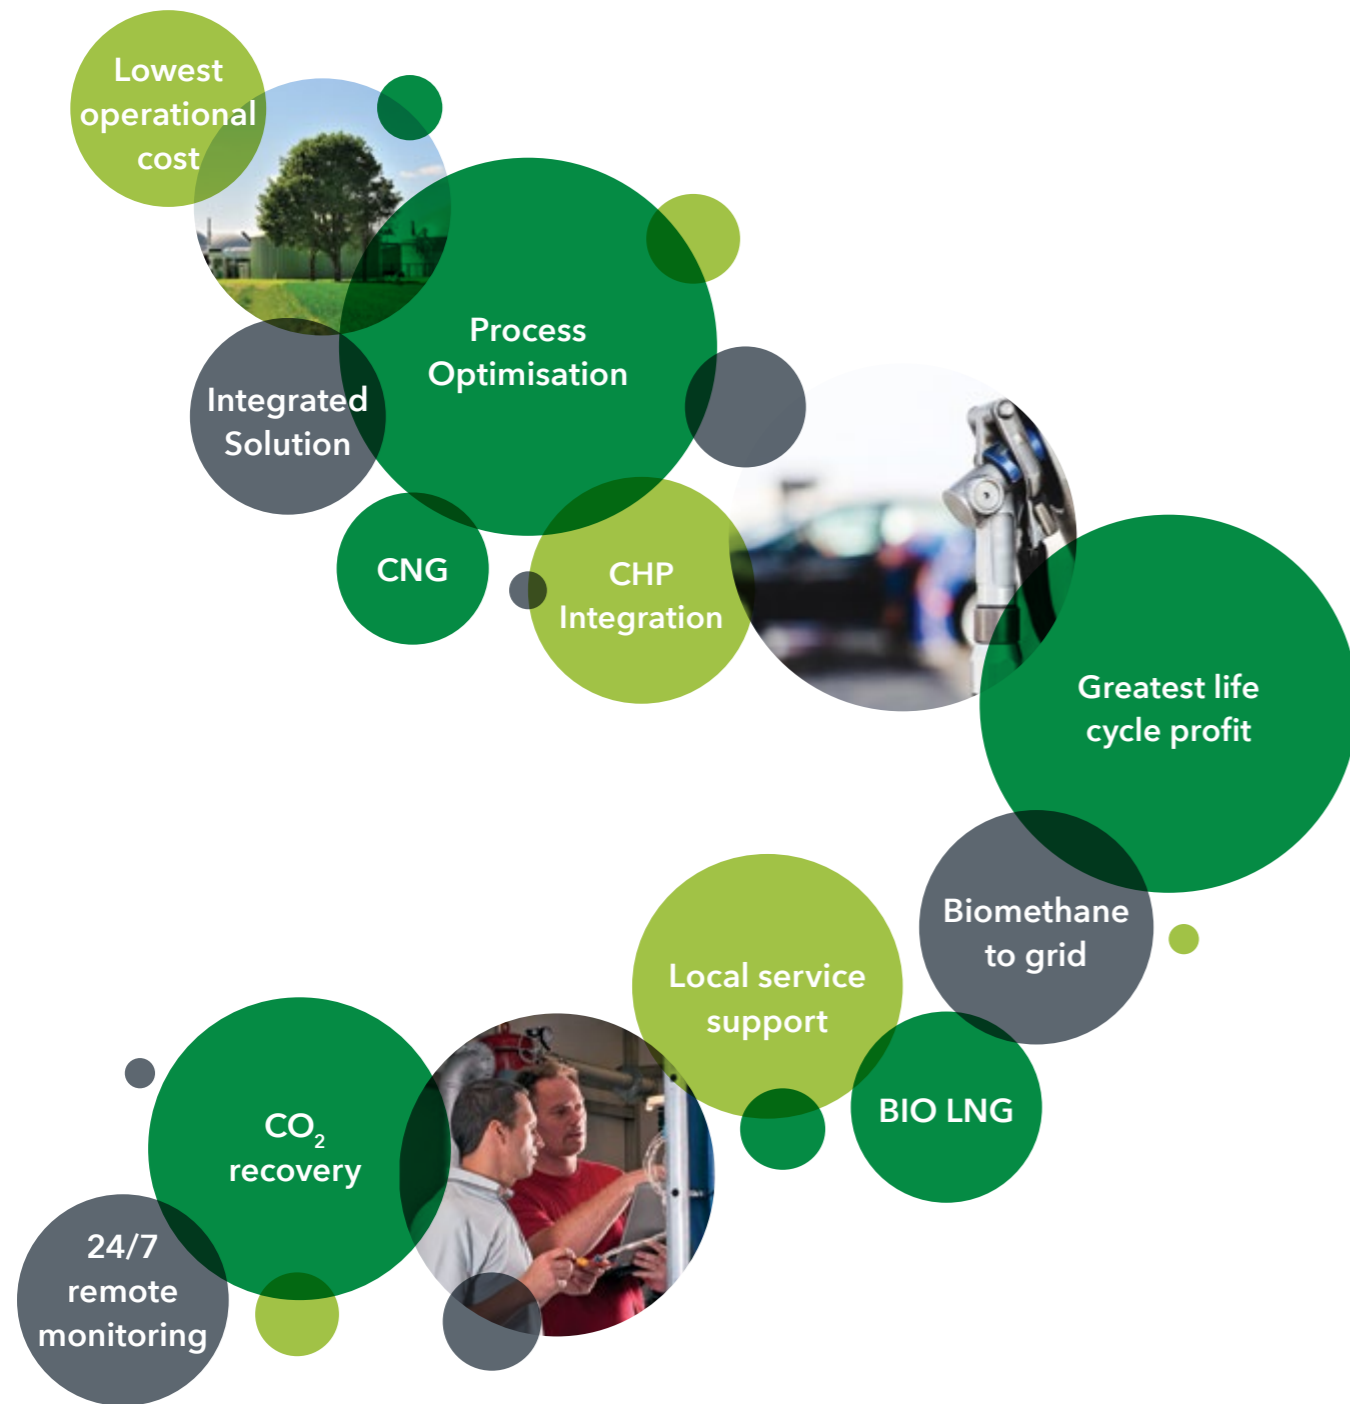 Lowest
operational
cost
Process
Optimisation
Integrated
Solution
CNG
CHP
Integration
Greatest life
cycle profit
Biomethane
to grid
Local service
support
BIO LNG
CO₂
recovery
24/7
remote
monitoring